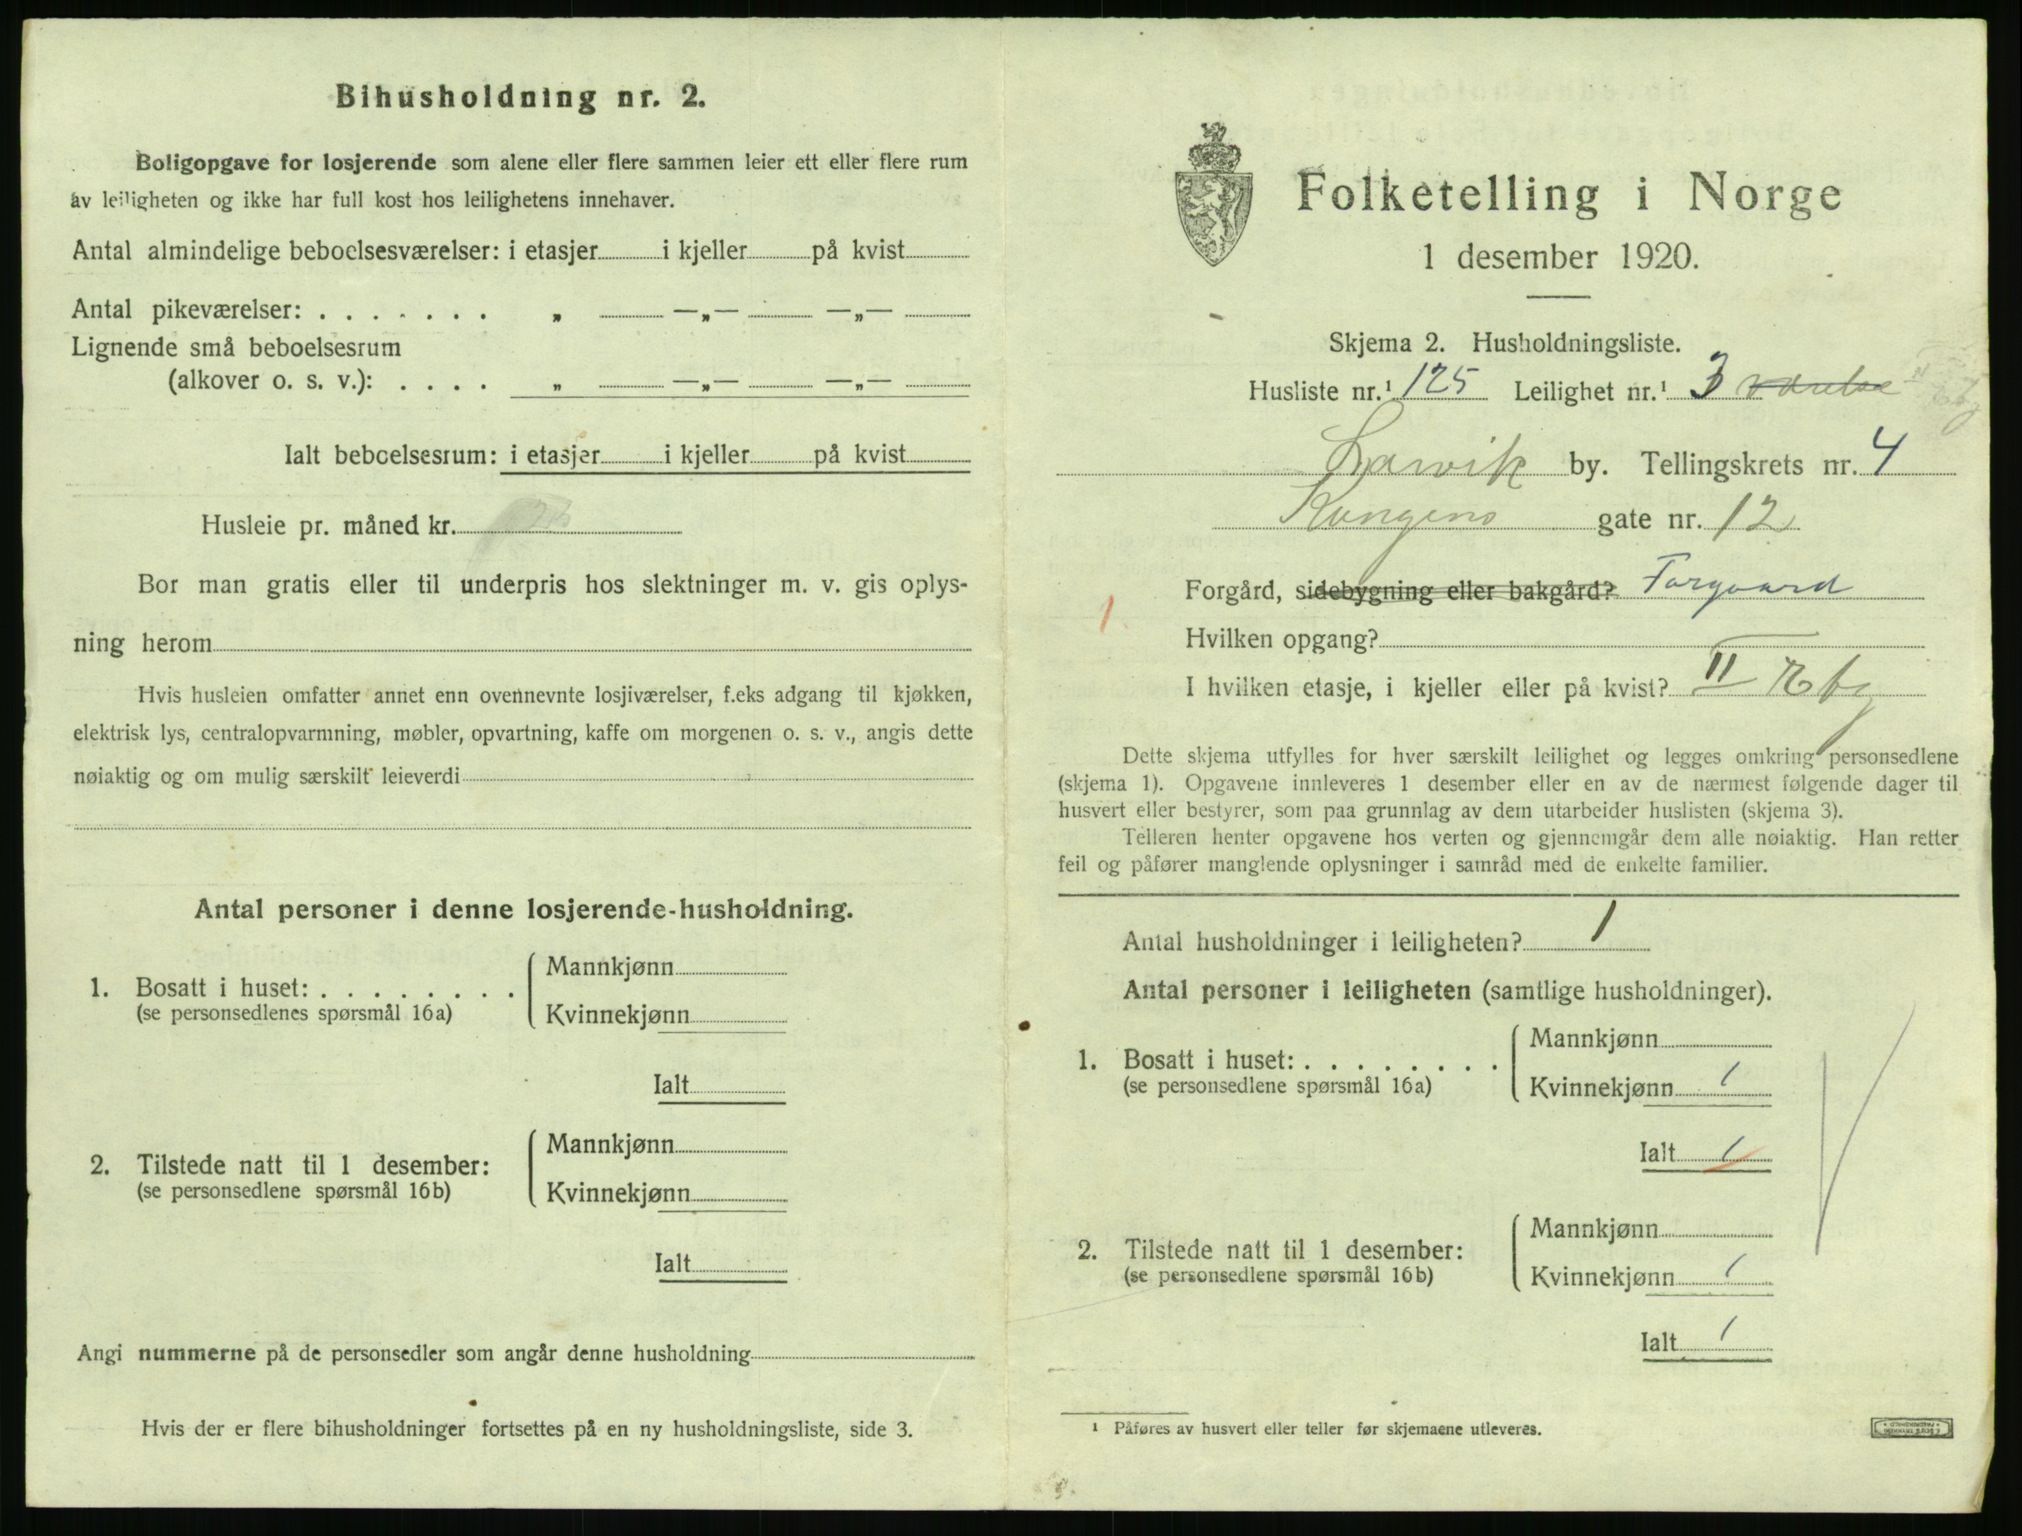 Bihusholdning nr. 2.
Boligopgave for losjerende som alene eller flere sammen leier ett eller flere rum
av leiligheten og ikke har full kost hos leilighetens innehaver.
Antal almindelige beboelsesværelser: i etasjer i kjeller på kvist
Antal pikeværelser: . . . . . . . „ —„— —„—
Lignende små beboelsesrum
(alkover o. s. v.): . . . . „ —„— —„—
Ialt beboelsesrum: i etasjer i kjeller på kvist
Husleie pr. måned kr.
Bor man gratis eller til underpris hos slektninger m. v. gis oplys-
ning herom
Hvis husleien omfatter annet enn ovennevnte losjiværelser, f.eks adgang til kjøkken,
elektrisk lys, centralopvarmning, møbler, opvartning, kaffe om morgenen o. s. v., angis dette
nøiaktig og om mulig særskilt leieverdi
Antal personer i denne losjerende-husholdning.
1. Bosatt i huset: . . . . . . . .
(se personsedlenes spørsmål 16a)
Mannkjønn
Kvinnekjønn
Ialt
2. Tilstede natt til 1 desember:
(se personsedlene spørsmål 16b)
Mannkjønn
Kvinnekjønn
Ialt
Angi nummerne på de personsedler som angår denne husholdning
Hvis der er flere bihusholdninger fortsettes på en ny husholdningsliste, side 3.
Folketelling i Norge
1 desember 1920.
Skjema 2. Husholdningsliste.
Husliste nr.¹ 125 Leilighet nr.¹ 3 værelse
Larvik by. Tellingskrets nr. 4
Kongens gate nr. 12
Forgård, sidebygning eller bakgård? Forgaard
1.
Hvilken opgang?
I hvilken etasje, i kjeller eller på kvist? II
Dette skjema utfylles for hver særskilt leilighet og legges omkring personsedlene
(skjema 1). Opgavene innleveres 1 desember eller en av de nærmest følgende dager til
husvert eller bestyrer, som paa grunnlag av dem utarbeider huslisten (skjema 3).
Telleren henter opgavene hos verten og gjennemgår dem alle nøiaktig. Han retter
feil og påfører manglende oplysninger i samråd med de enkelte familier.
Antal husholdninger i leiligheten? 1
Antal personer i leiligheten (samtlige husholdninger).
1. Bosatt i huset: . . . . . . . .
(se personsedlene spørsmål 16a)
Mannkjønn
Kvinnekjønn 1
Ialt 1
2. Tilstede natt til 1 desember:
(se personsedlene spørsmål 16b)
Mannkjønn
Kvinnekjønn 1
Ialt 1
¹ Påføres av husvert eller teller før skjemaene utleveres.